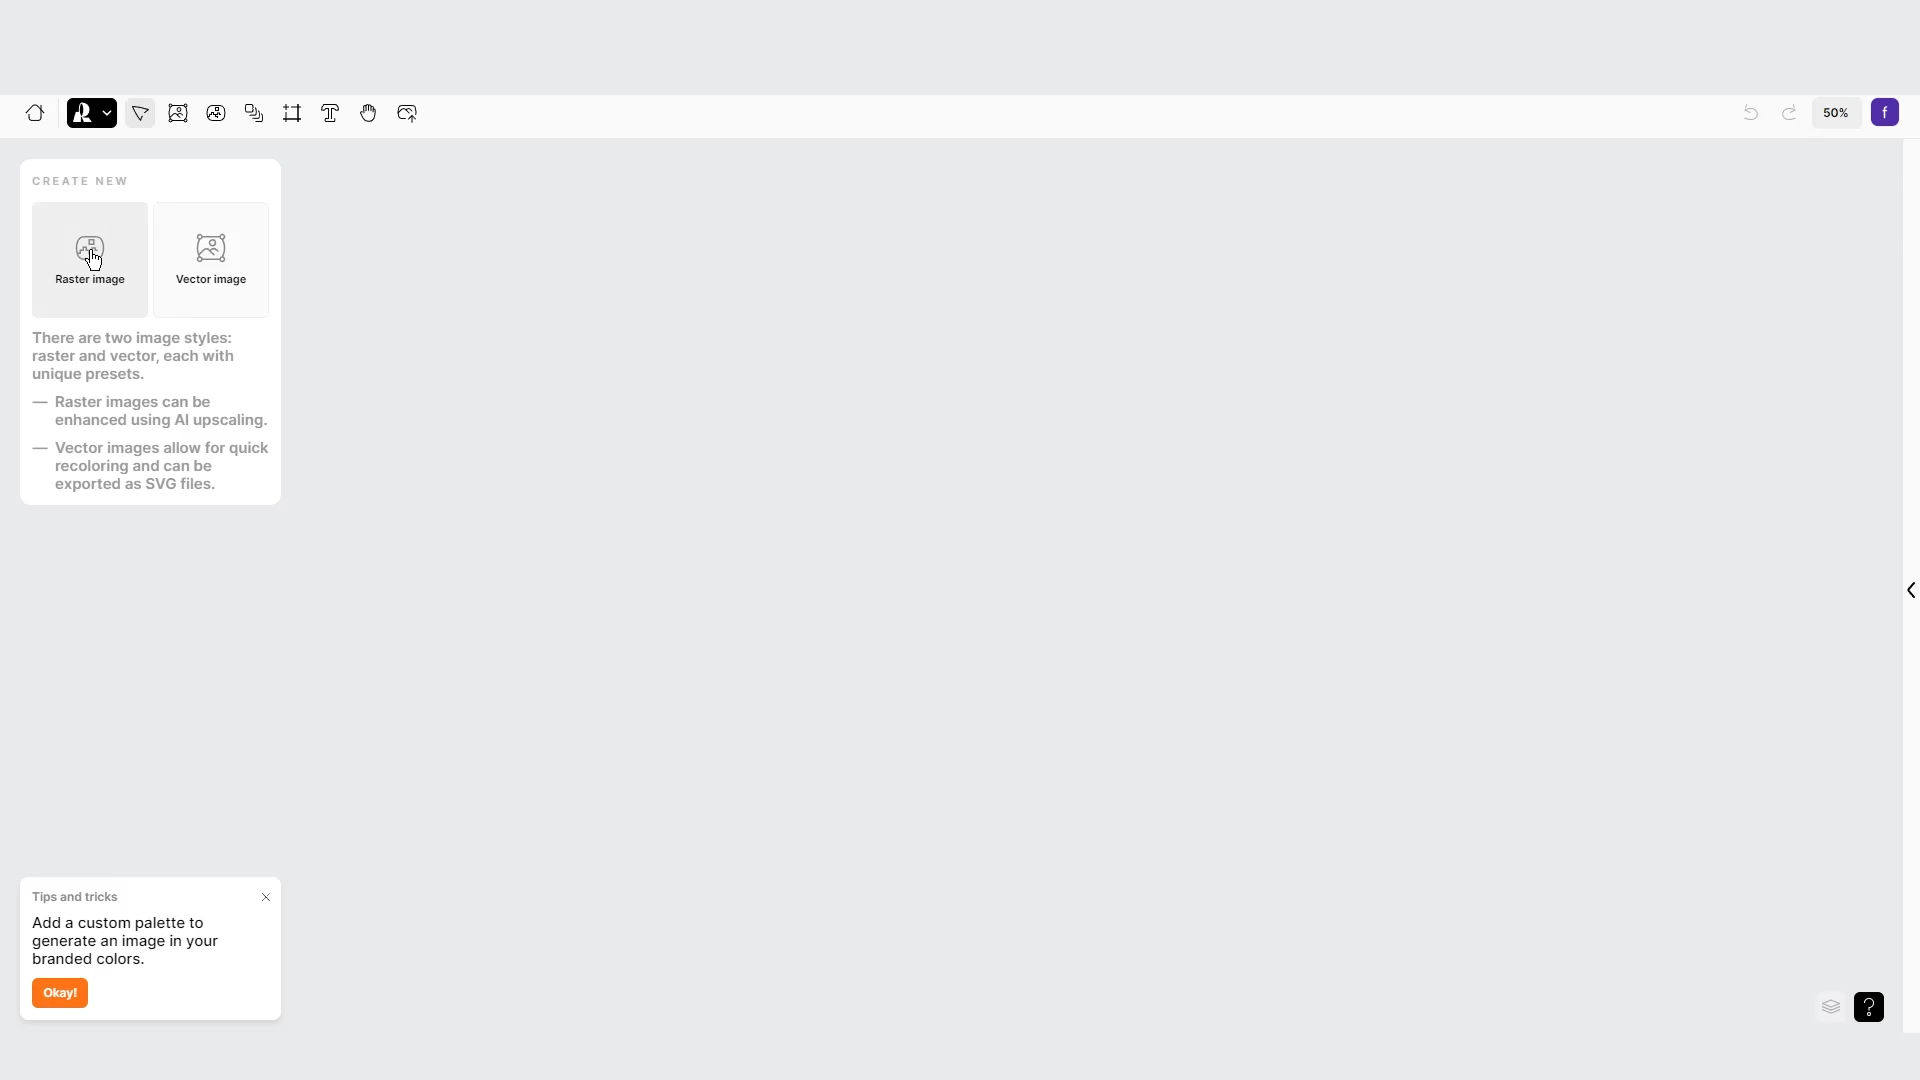 50%
f
CREATE NEW
Raster image
Vector image
There are two image styles:
raster and vector, each with
unique presets.
— Raster images can be
enhanced using AI upscaling.
— Vector images allow for quick
recoloring and can be
exported as SVG files.
Tips and tricks
Add a custom palette to
generate an image in your
branded colors.
Okay!
?